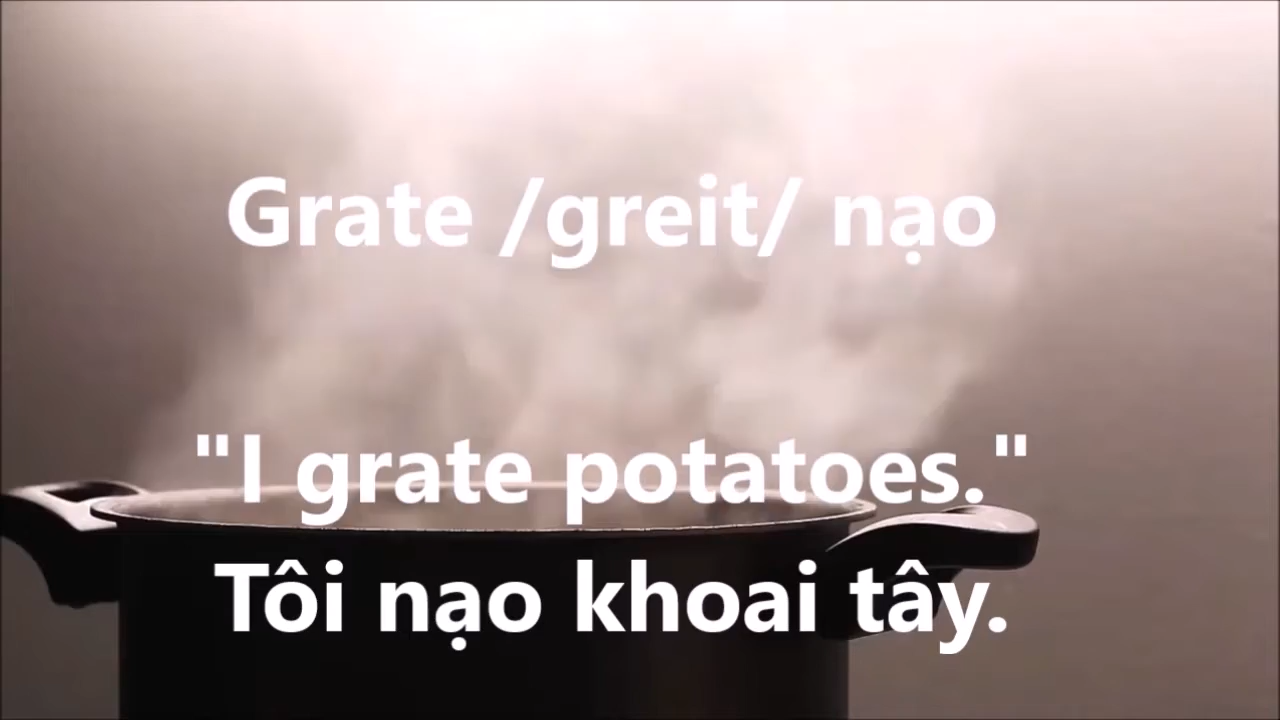 Grate /greit/ nạo
"I grate potatoes."
Tôi nạo khoai tây.